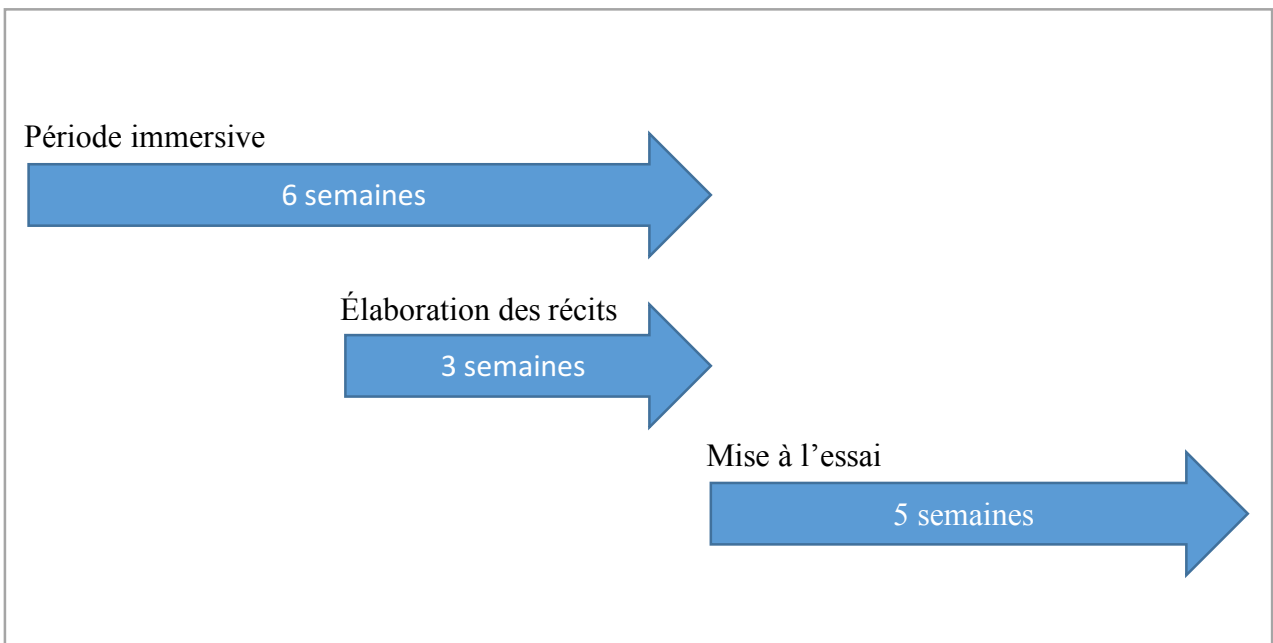 Période immersive
6 semaines
Élaboration des récits
3 semaines
Mise à l’essai
5 semaines